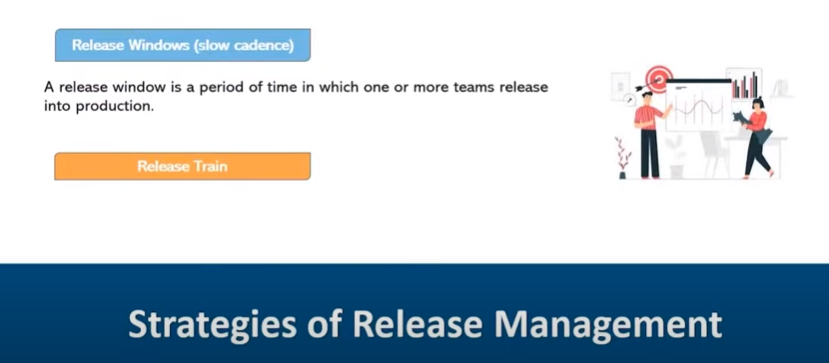 Release Windows (slow cadence)
A release window is a period of time in which one or more teams release
into production.
Release Train
Strategies of Release Management